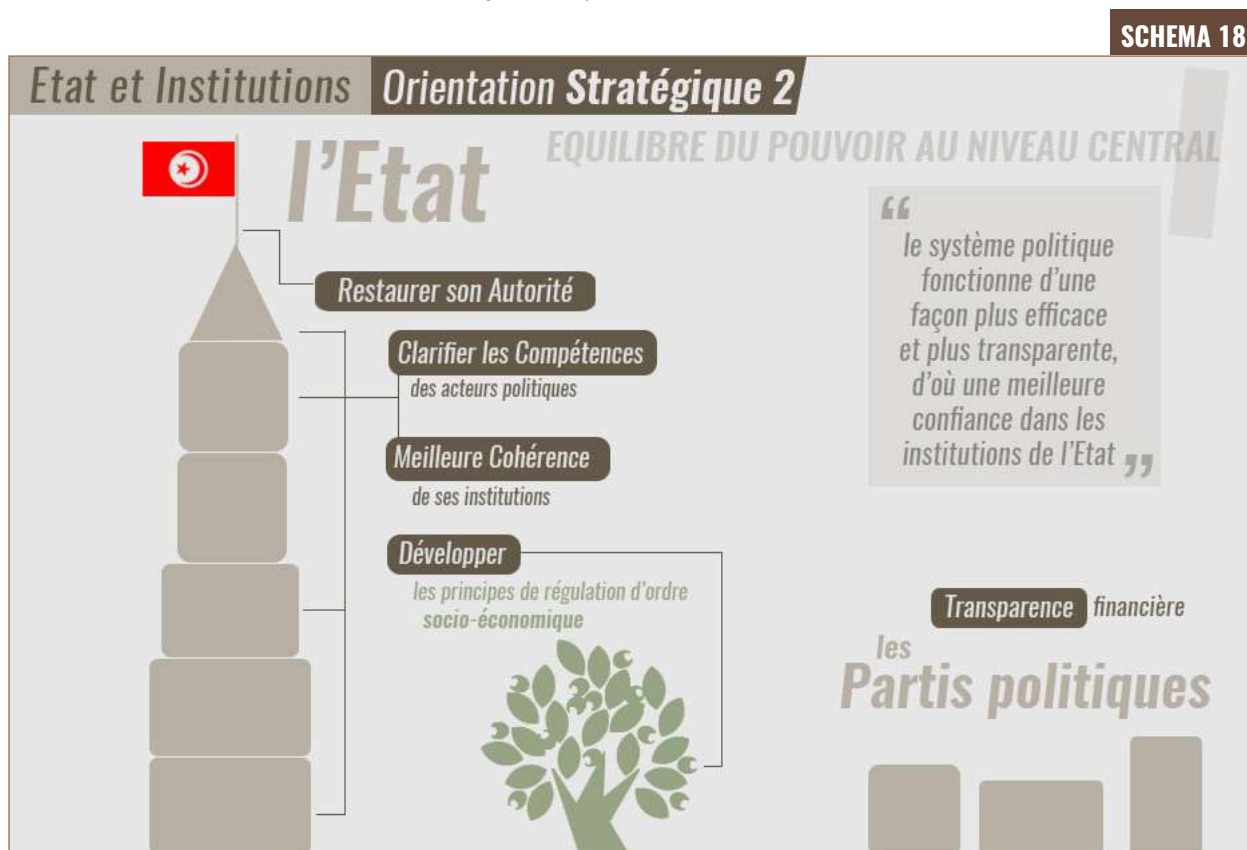 SCHEMA 18
Etat et Institutions Orientation Stratégique 2
l'Etat
EQUILIBRE DU POUVOIR AU NIVEAU CENTRAL
Restaurer son Autorité
Clarifier les Compétences
des acteurs politiques
Meilleure Cohérence
de ses institutions
Développer
les principes de régulation d'ordre
socio-économique
“
le système politique
fonctionne d'une
façon plus efficace
et plus transparente,
d'où une meilleure
confiance dans les
institutions de l'Etat ”
Transparence financière
les
Partis politiques